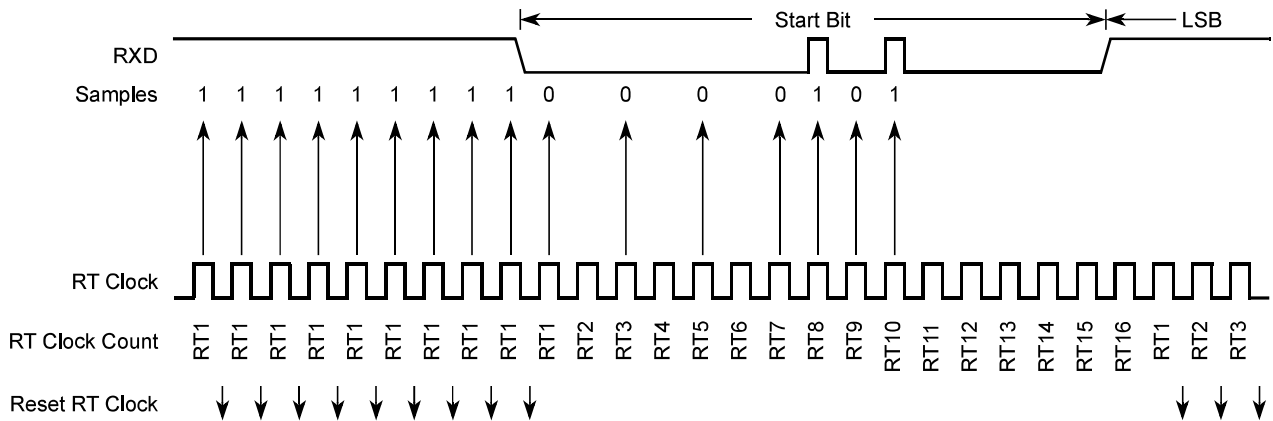 Start Bit LSB
RXD
Samples 1 1 1 1 1 1 1 1 1 0 0 0 0 1 0 1
RT Clock
RT Clock Count RT1 RT1 RT1 RT1 RT1 RT1 RT1 RT1 RT1 RT1 RT2 RT3 RT4 RT5 RT6 RT7 RT8 RT9 RT10 RT11 RT12 RT13 RT14 RT15 RT16 RT1 RT2 RT3
Reset RT Clock